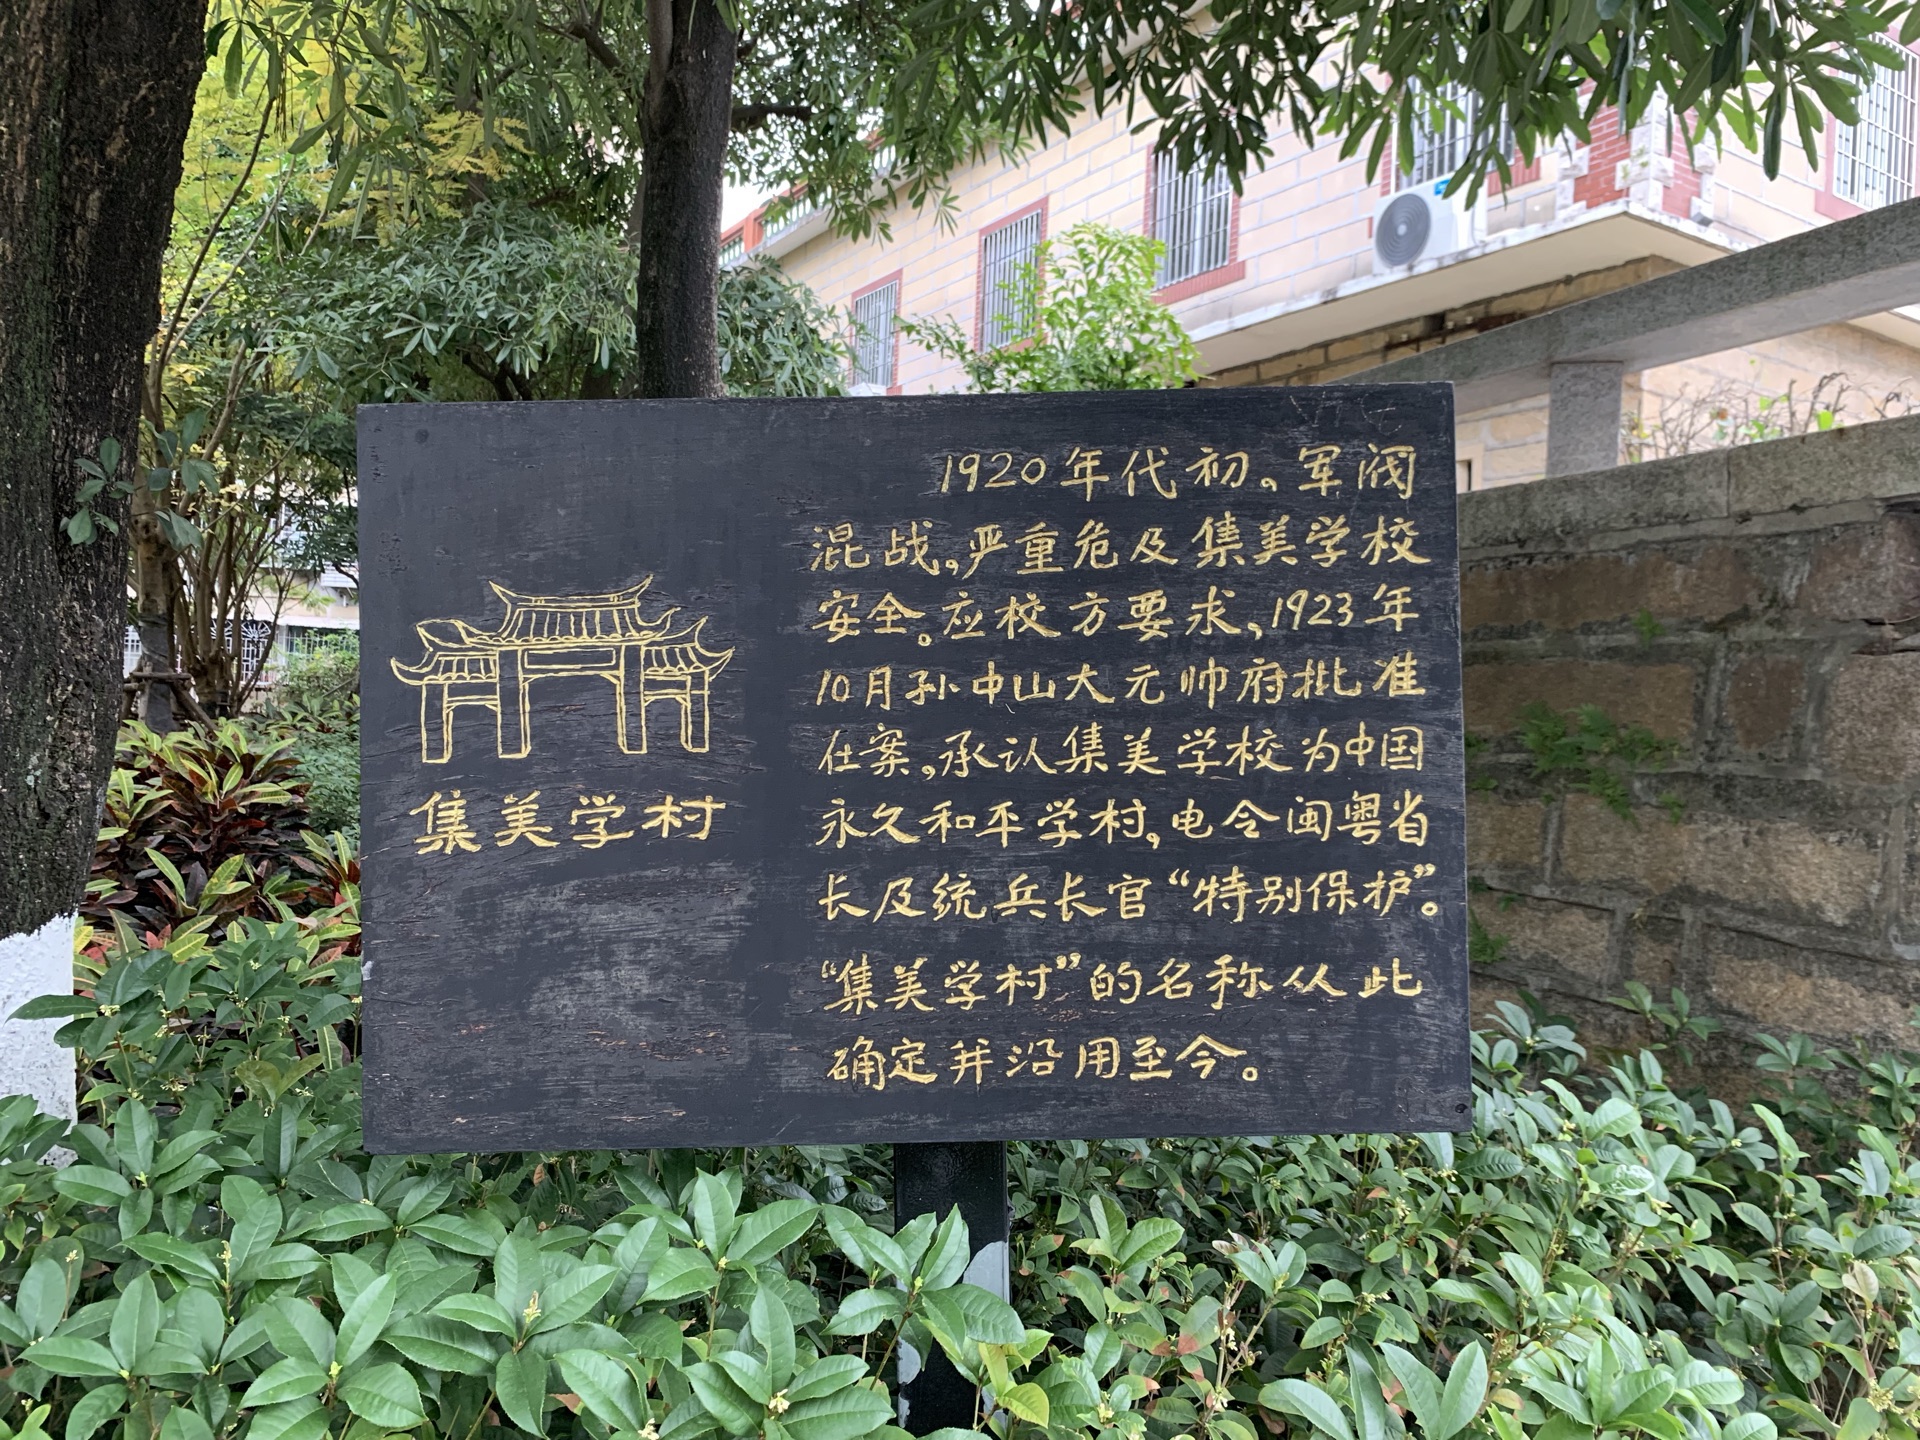 集美学村
1920年代初。军阀
混战,严重危及集美学校
安全。应校方要求,1923年
10月孙中山大元帅府批准
在案,承认集美学校为中国
永久和平学村,电令闽粤省
长及统兵长官“特别保护”。
“集美学村”的名称从此
确定并沿用至今。